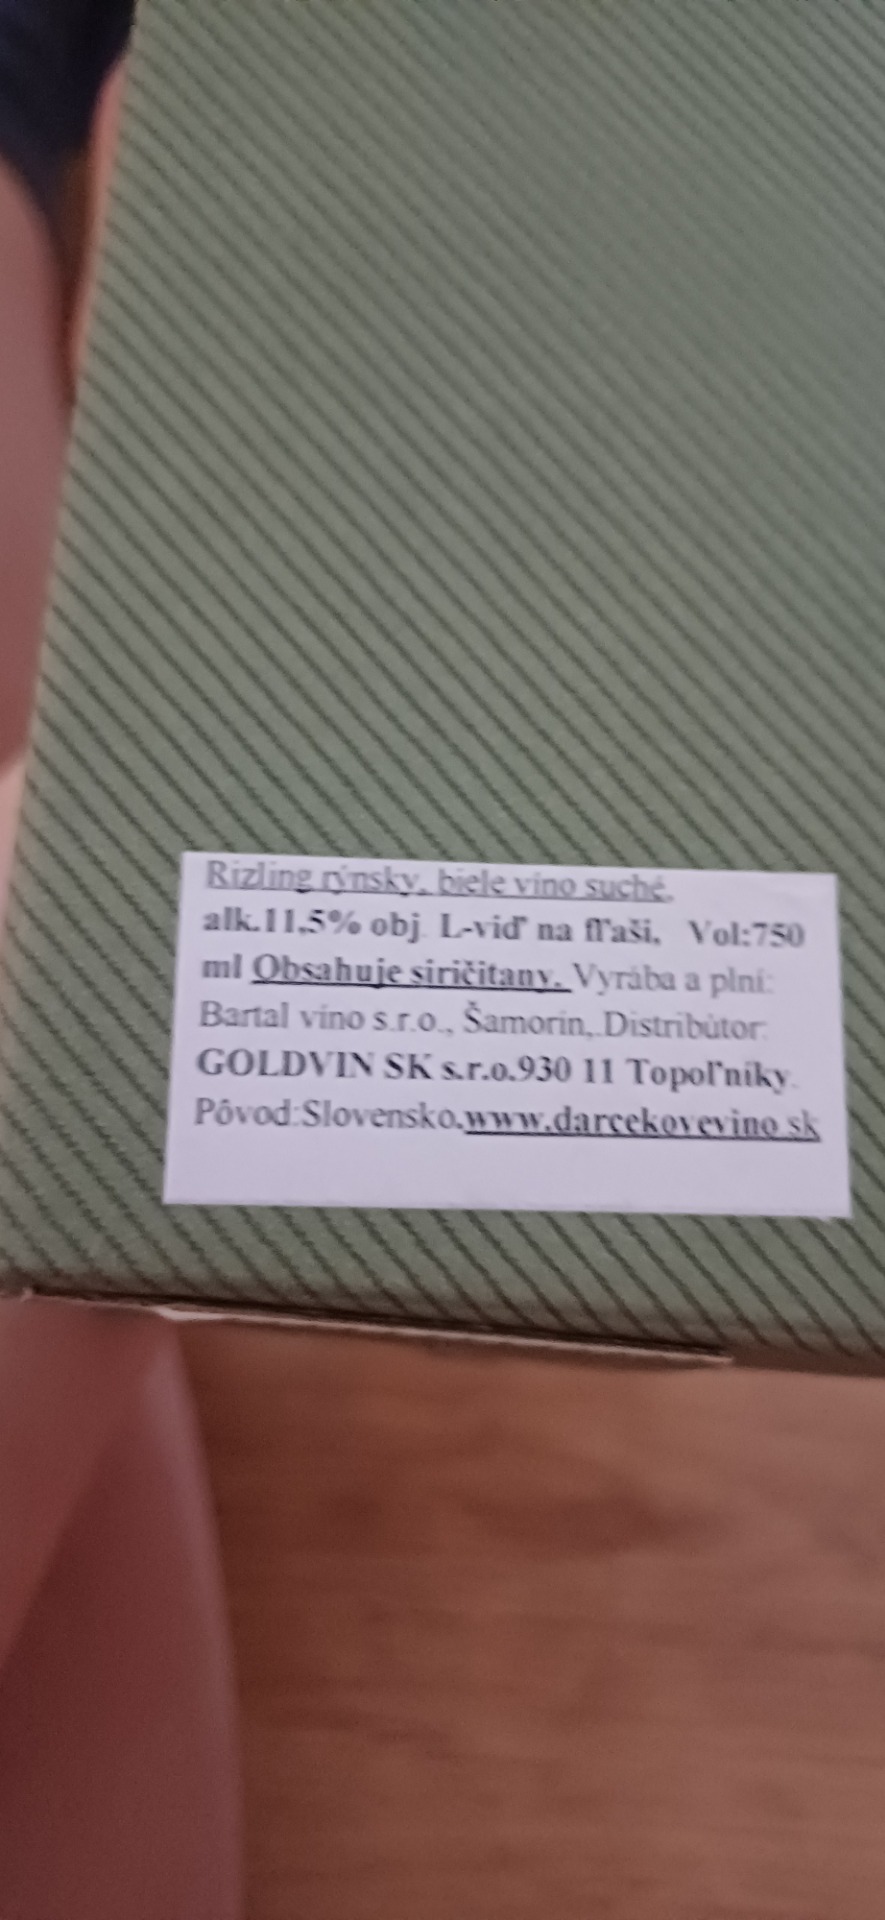 Rizling rýnsky, biele víno suché,
alk.11,5% obj. L-viď na fľaši, Vol:750
ml Obsahuje siričitany. Vyrába a plní:
Bartal víno s.r.o., Šamorín,.Distribútor:
GOLDVIN SK s.r.o.930 11 Topoľníky.
Pôvod:Slovensko.www.darcekovevino.sk